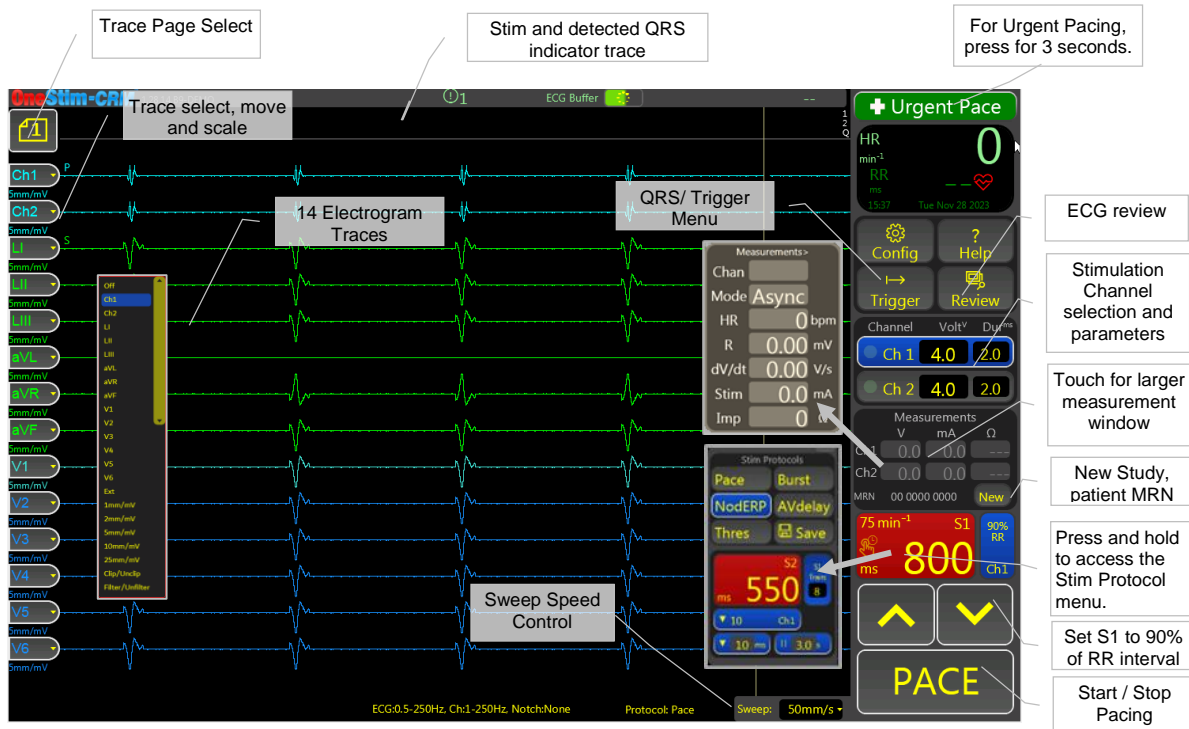 Trace Page Select
Stim and detected QRS
indicator trace
For Urgent Pacing,
press for 3 seconds.
OneStim-CRM
1
ECG Buffer
--
Trace select, move
and scale
1
1
2
Q
Urgent Pace
HR
min-1
0
RR
ms
--
15:37 Tue Nov 28 2023
Ch1
P
5mm/mV
Ch2
5mm/mV
LI
S
5mm/mV
LII
5mm/mV
LIII
5mm/mV
aVL
5mm/mV
aVR
5mm/mV
aVF
5mm/mV
V1
5mm/mV
V2
5mm/mV
V3
5mm/mV
V4
5mm/mV
V5
5mm/mV
V6
5mm/mV
14 Electrogram
Traces
QRS/ Trigger
Menu
Off
Ch1
Ch2
LI
LII
LIII
aVL
aVR
aVF
V1
V2
V3
V4
V5
V6
Ext
1mm/mV
2mm/mV
5mm/mV
10mm/mV
25mm/mV
Clip/Unclip
Filter/Unfilter
Measurements>
Chan
Mode Async
HR 0 bpm
R 0.00 mV
dV/dt 0.00 V/s
Stim 0.0 mA
Imp 0
Stim Protocols
Pace Burst
NodERP AVdelay
Thres Save
S2
ms 550
S1
Train
8
10 Ch1
10 ms 3.0 s
Sweep Speed
Control
Config
? Help
Trigger
Review
Channel Volt V Dur ms
Ch 1 4.0 2.0
Ch 2 4.0 2.0
Measurements
V mA Ω
Ch1 0.0 0.0 ---
Ch2 0.0 0.0 ---
MRN 00 0000 0000 New
75 min-1 S1
ms 800
90%
RR
Ch1
PACE
ECG:0.5-250Hz, Ch:1-250Hz, Notch:None
Protocol: Pace
Sweep: 50mm/s
ECG review
Stimulation
Channel
selection and
parameters
Touch for larger
measurement
window
New Study,
patient MRN
Press and hold
to access the
Stim Protocol
menu.
Set S1 to 90%
of RR interval
Start / Stop
Pacing